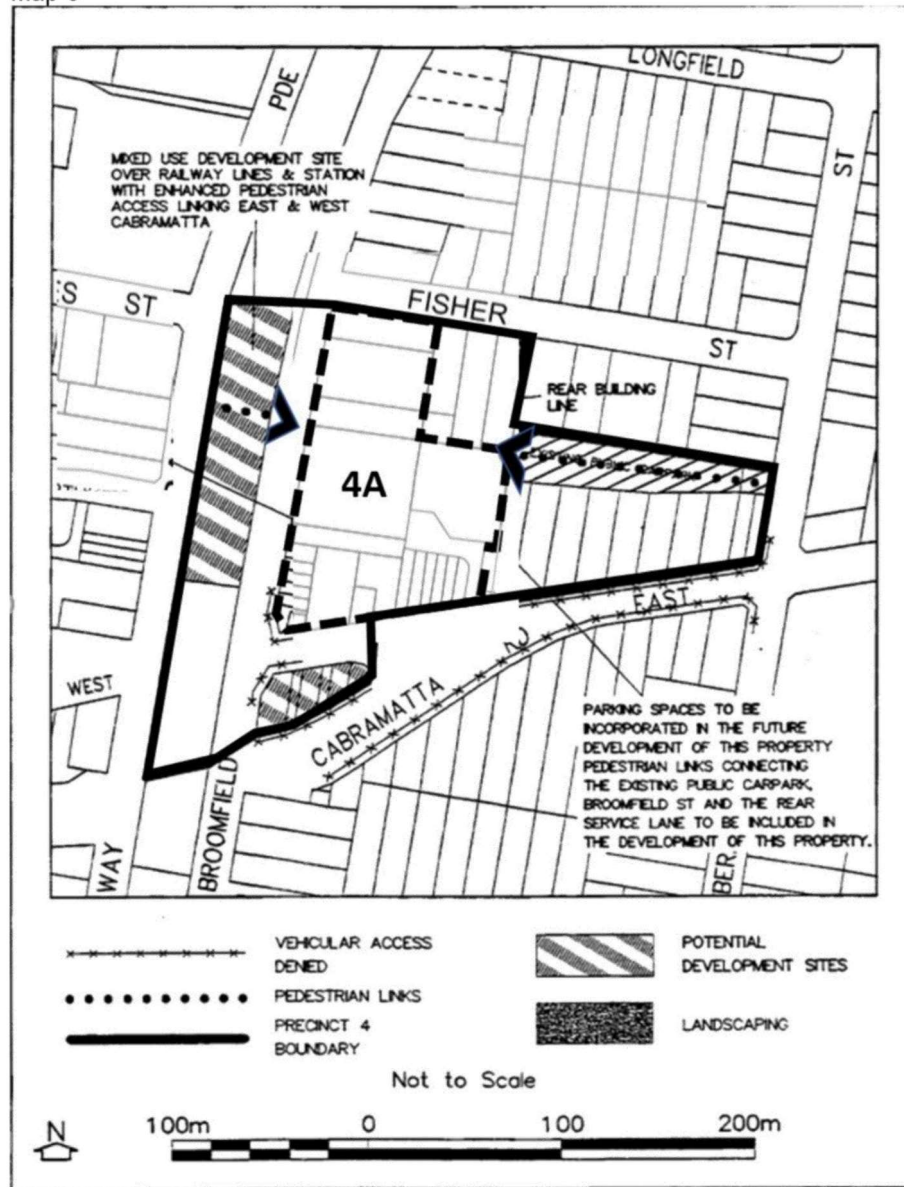 PDE
LONGFIELD
ST
MIXED USE DEVELOPMENT SITE
OVER RAILWAY LINES & STATION
WITH ENHANCED PEDESTRIAN
ACCESS LINKING EAST & WEST
CABRAMATTA
ES ST
FISHER
ST
REAR BUILDING
LINE
4A
EAST
WEST
CABRAMATTA
BROOMFIELD
WAY
PARKING SPACES TO BE
INCORPORATED IN THE FUTURE
DEVELOPMENT OF THIS PROPERTY
PEDESTRIAN LINKS CONNECTING
THE EXISTING PUBLIC CARPARK,
BROOMFIELD ST AND THE REAR
SERVICE LANE TO BE INCLUDED IN
THE DEVELOPMENT OF THIS PROPERTY.
BER
VEHICULAR ACCESS
DENIED
PEDESTRIAN LINKS
PRECINCT 4
BOUNDARY
POTENTIAL
DEVELOPMENT SITES
LANDSCAPING
Not to Scale
N
100m 0 100 200m